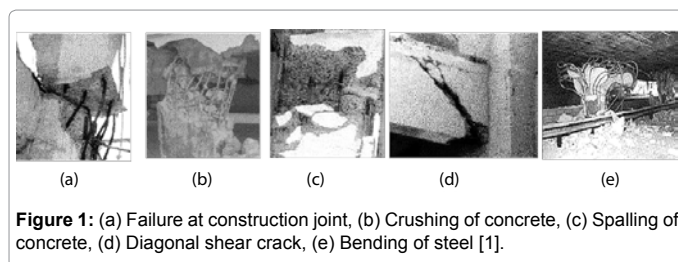 (a) (b) (c) (d) (e)
Figure 1: (a) Failure at construction joint, (b) Crushing of concrete, (c) Spalling of
concrete, (d) Diagonal shear crack, (e) Bending of steel [1].